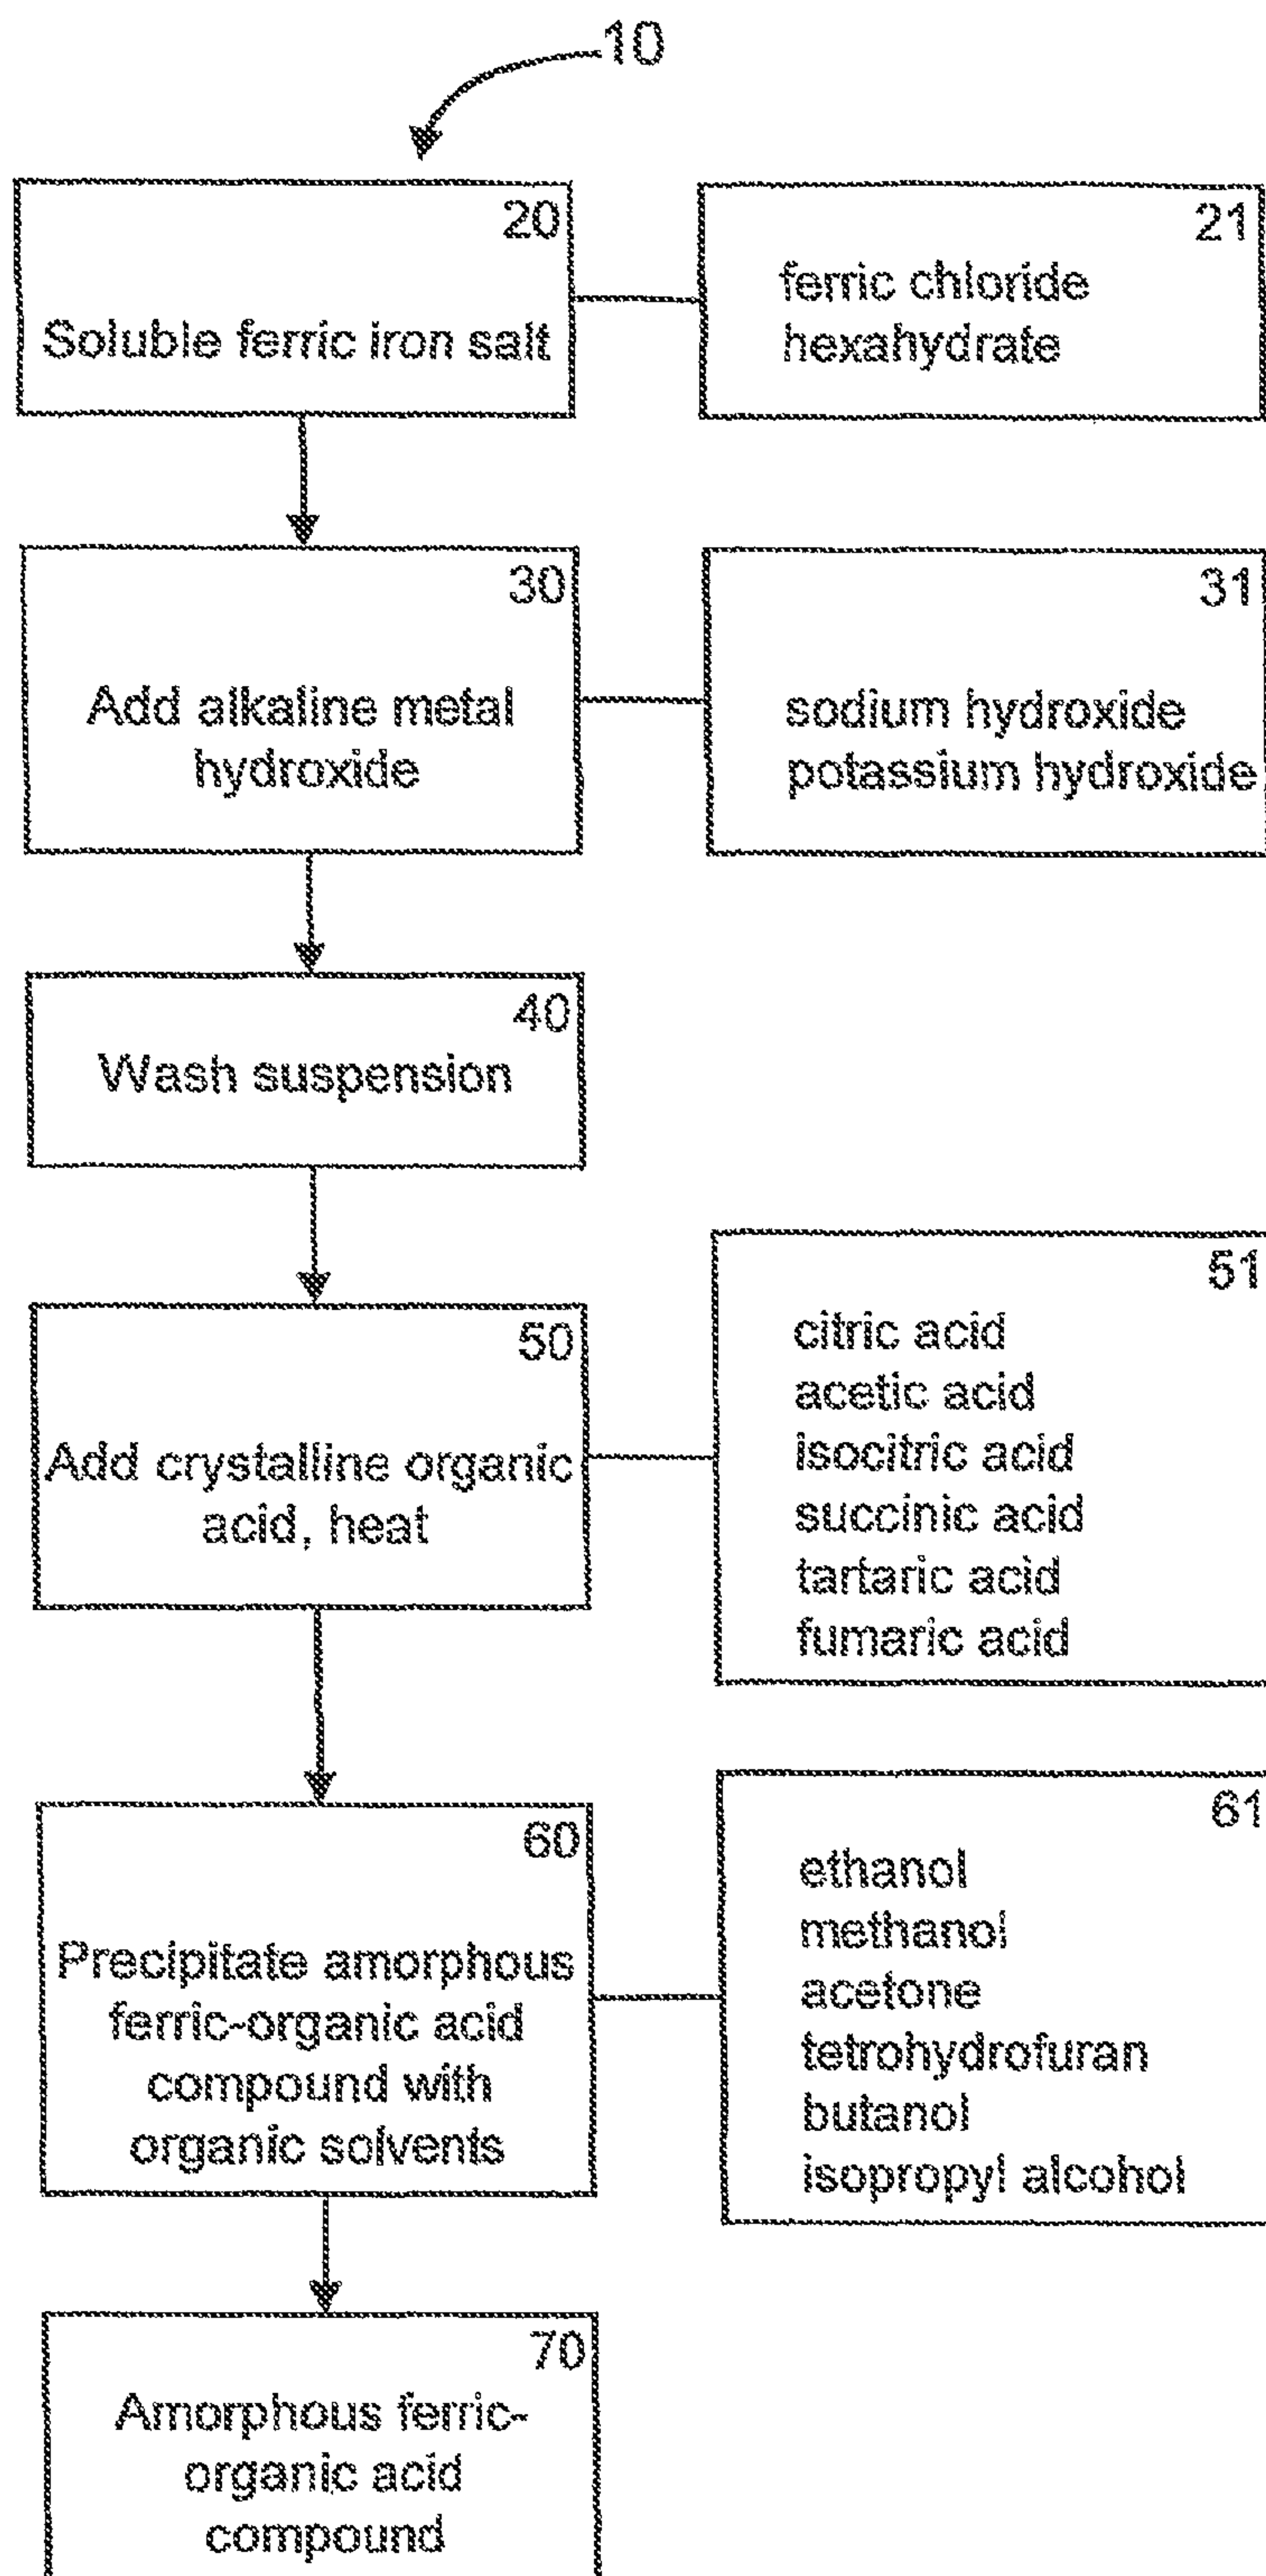 10
20
Soluble ferric iron salt
21
ferric chloride
hexahydrate
30
Add alkaline metal
hydroxide
31
sodium hydroxide
potassium hydroxide
40
Wash suspension
50
Add crystalline organic
acid, heat
51
citric acid
acetic acid
isocitric acid
succinic acid
tartaric acid
fumaric acid
60
Precipitate amorphous
ferric-organic acid
compound with
organic solvents
61
ethanol
methanol
acetone
tetrohydrofuran
butanol
isopropyl alcohol
70
Amorphous ferric-
organic acid
compound